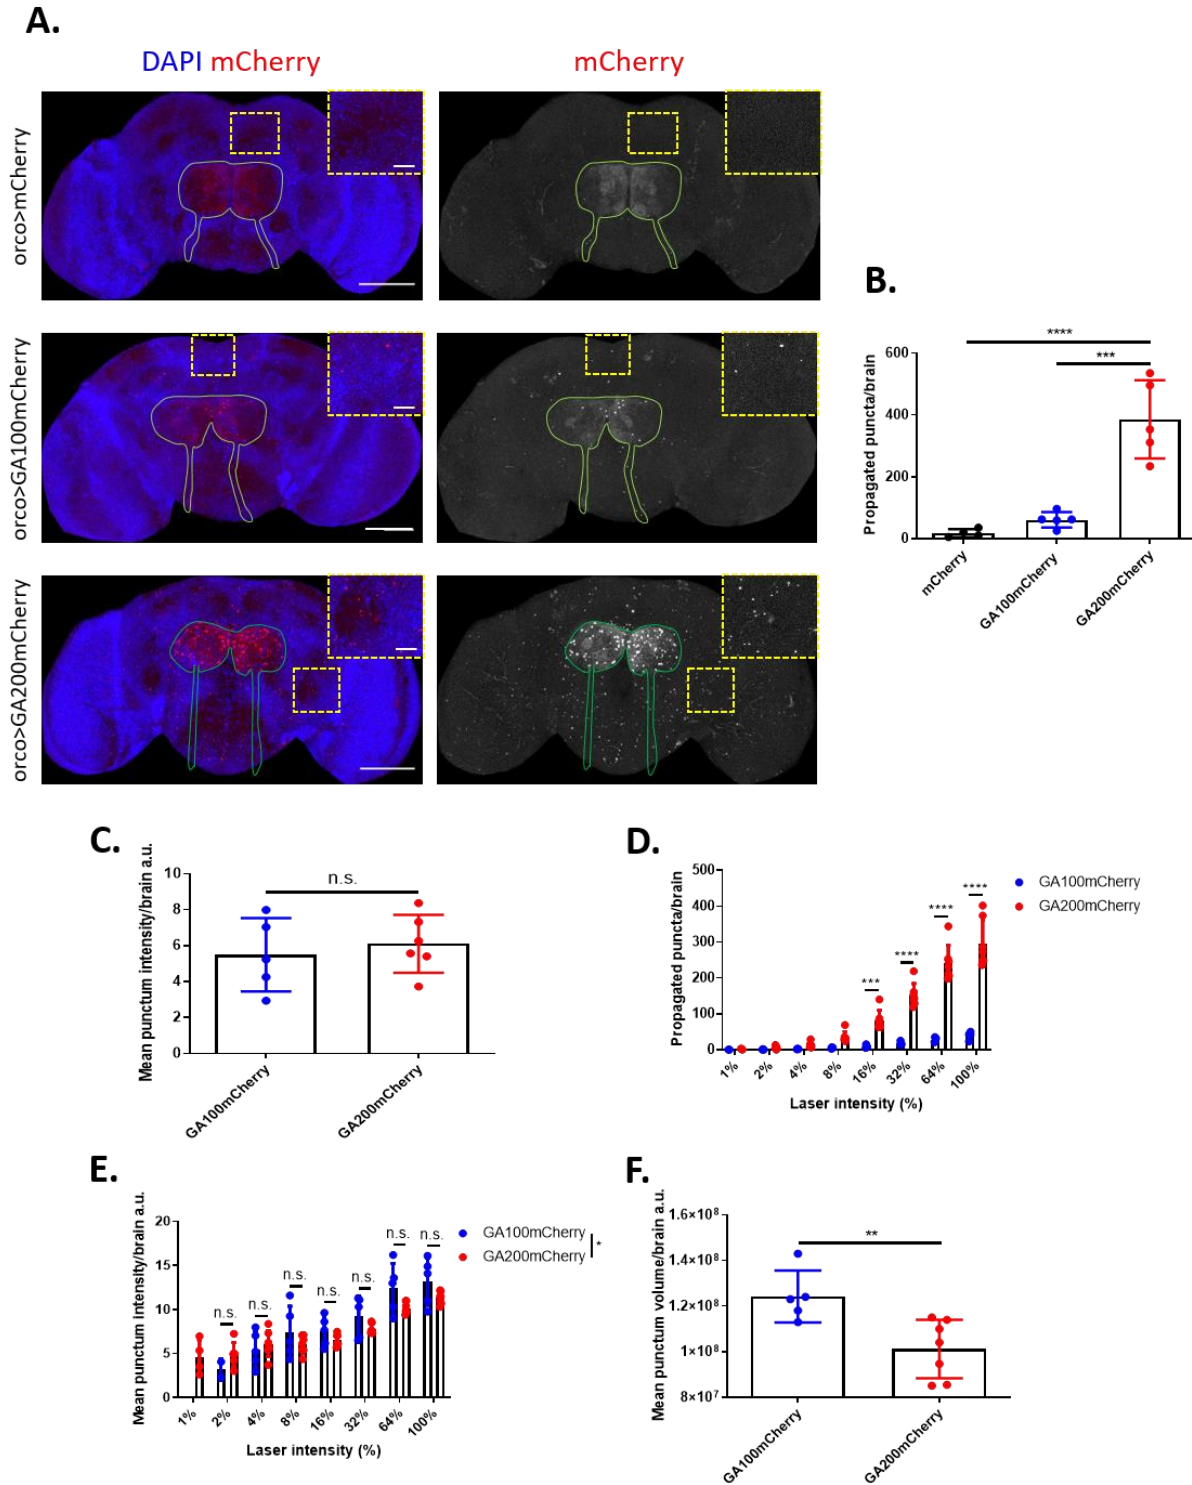 A.
DAPI mCherry
mCherry
orco>mCherry
orco>GA100mCherry
orco>GA200mCherry
B.
Propagated puncta/brain
600
400
200
0
****
***
mCherry
GA100mCherry
GA200mCherry
C.
Mean punctum intensity/brain a.u.
10
8
6
4
2
0
n.s.
GA100mCherry
GA200mCherry
D.
Propagated puncta/brain
500
400
300
200
100
0
***
****
****
****
GA100mCherry
GA200mCherry
1%
2%
4%
8%
16%
32%
64%
100%
Laser intensity (%)
E.
Mean punctum intensity/brain a.u.
20
15
10
5
0
n.s.
n.s.
n.s.
n.s.
n.s.
n.s.
n.s.
GA100mCherry
GA200mCherry
*
1%
2%
4%
8%
16%
32%
64%
100%
Laser intensity (%)
F.
Mean punctum volume/brain a.u.
1.6×10⁸
1.4×10⁸
1.2×10⁸
1×10⁸
8×10⁷
**
GA100mCherry
GA200mCherry